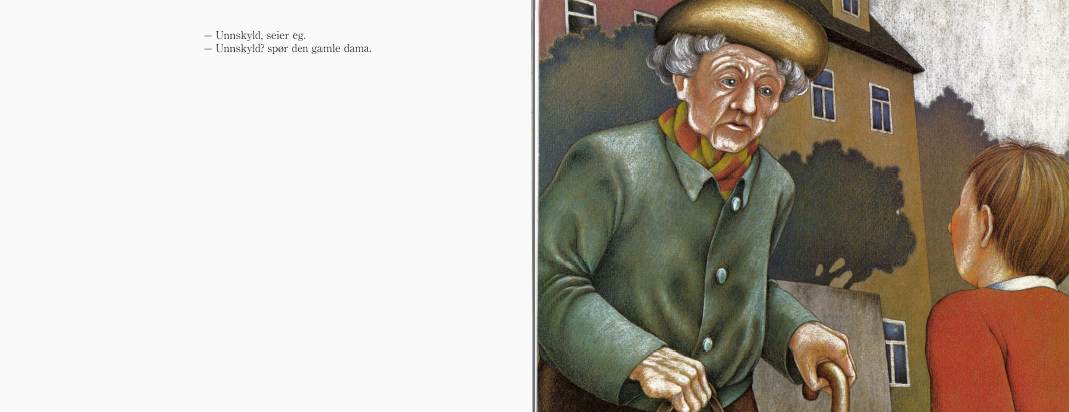 – Unnskyld, seier eg.
– Unnskyld? spør den gamle dama.